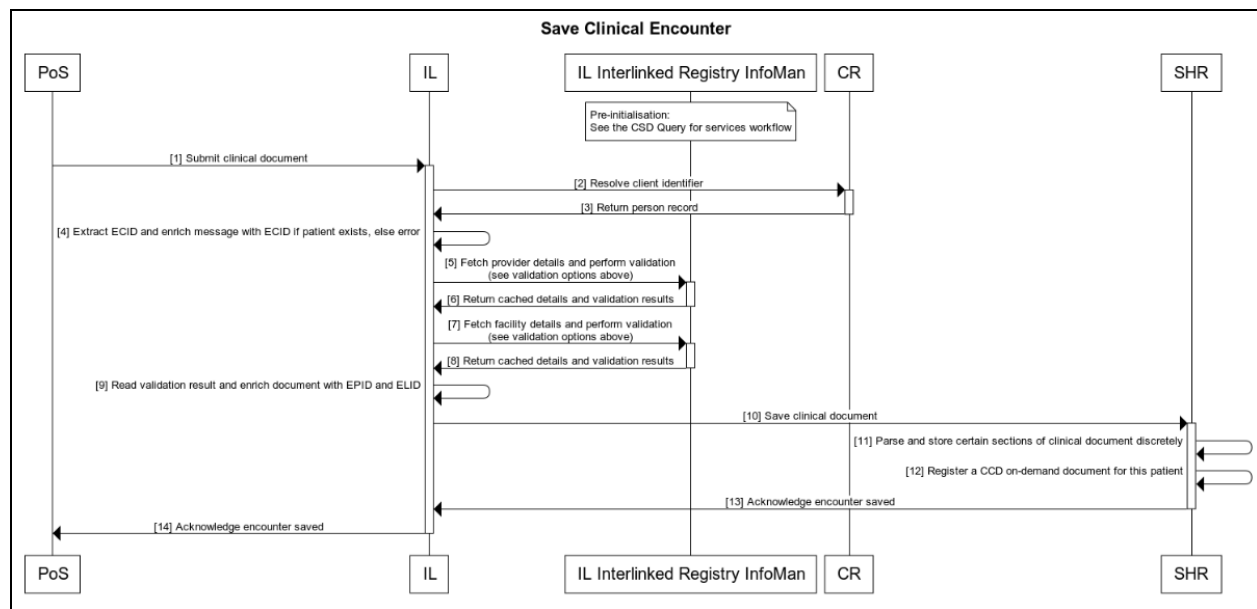 Save Clinical Encounter
PoS
IL
IL Interlinked Registry InfoMan
CR
SHR
Pre-initialisation:
See the CSD Query for services workflow
[1] Submit clinical document
[2] Resolve client identifier
[3] Return person record
[4] Extract ECID and enrich message with ECID if patient exists, else error
[5] Fetch provider details and perform validation
(see validation options above)
[6] Return cached details and validation results
[7] Fetch facility details and perform validation
(see validation options above)
[8] Return cached details and validation results
[9] Read validation result and enrich document with EPID and ELID
[10] Save clinical document
[11] Parse and store certain sections of clinical document discretely
[12] Register a CCD on-demand document for this patient
[13] Acknowledge encounter saved
[14] Acknowledge encounter saved
PoS
IL
IL Interlinked Registry InfoMan
CR
SHR